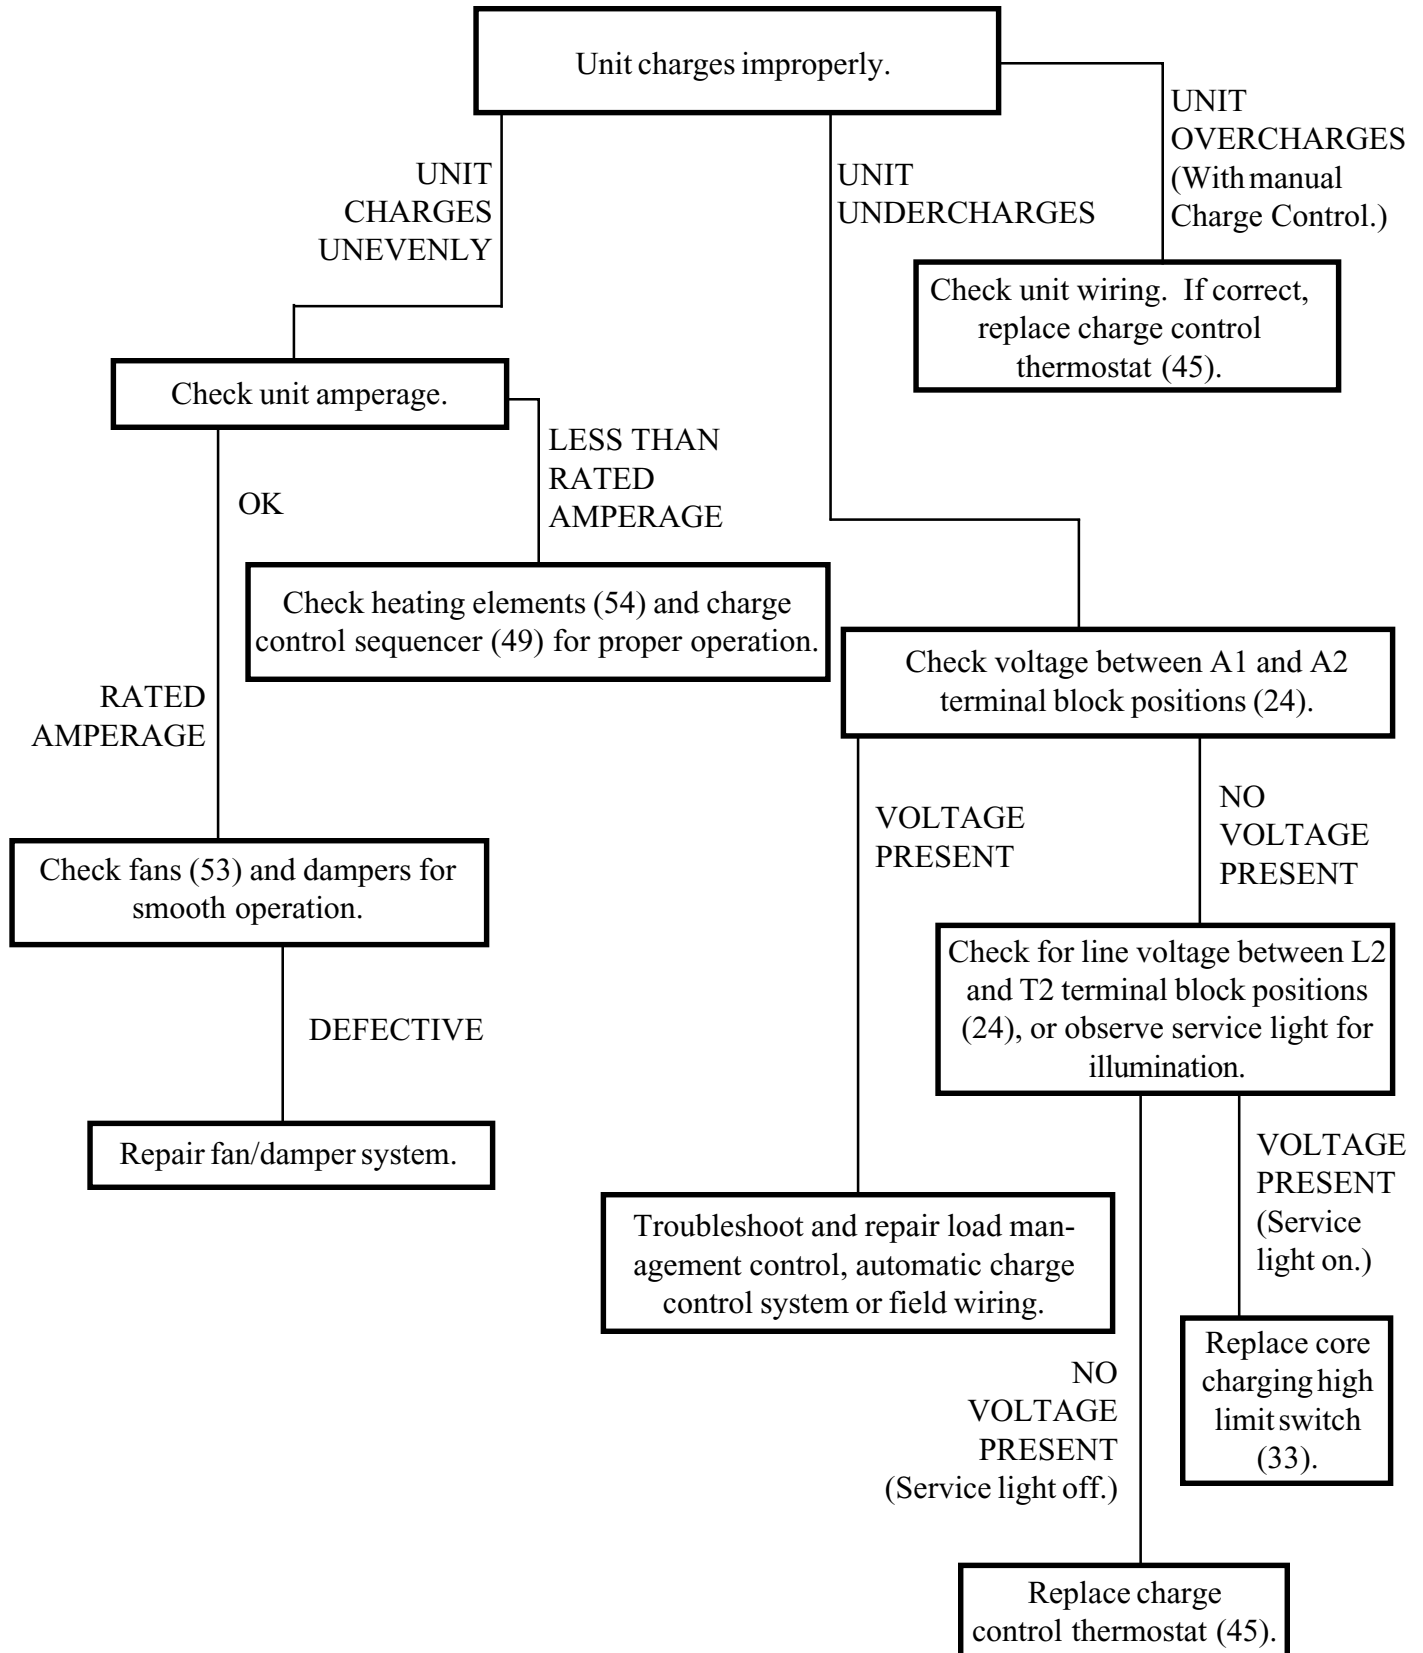 Unit charges improperly.
UNIT
OVERCHARGES
(With manual
Charge Control.)
UNIT
CHARGES
UNEVENLY
UNIT
UNDERCHARGES
Check unit wiring.  If correct,
replace charge control
thermostat (45).
Check unit amperage.
LESS THAN
RATED
AMPERAGE
OK
Check heating elements (54) and charge
control sequencer (49) for proper operation.
Check voltage between A1 and A2
terminal block positions (24).
RATED
AMPERAGE
VOLTAGE
PRESENT
NO
VOLTAGE
PRESENT
Check fans (53) and dampers for
smooth operation.
Check for line voltage between L2
and T2 terminal block positions
(24), or observe service light for
illumination.
DEFECTIVE
Repair fan/damper system.
VOLTAGE
PRESENT
(Service
light on.)
Troubleshoot and repair load man-
agement control, automatic charge
control system or field wiring.
Replace core
charging high
limit switch
(33).
NO
VOLTAGE
PRESENT
(Service light off.)
Replace charge
control thermostat (45).